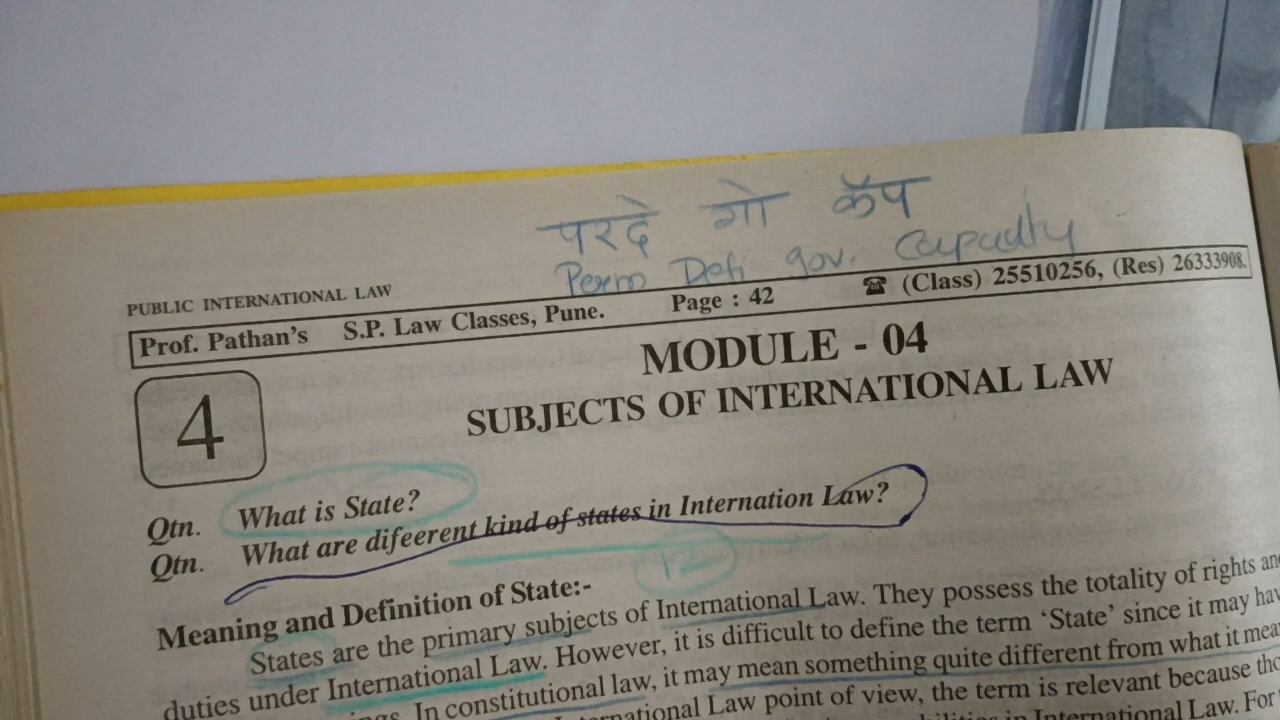 परदे गो कॅप
Perm Defi gov. Capacity
PUBLIC INTERNATIONAL LAW
Prof. Pathan's S.P. Law Classes, Pune. Page : 42 ☎ (Class) 25510256, (Res) 26333908.
4
MODULE - 04
SUBJECTS OF INTERNATIONAL LAW
Qtn. What is State?
Qtn. What are difeerent kind of states in Internation Law?
12
Meaning and Definition of State:-
States are the primary subjects of International Law. They possess the totality of rights and
duties under International Law. However, it is difficult to define the term 'State' since it may hav
In constitutional law, it may mean something quite different from what it mea
Law point of view, the term is relevant because
in International Law. For